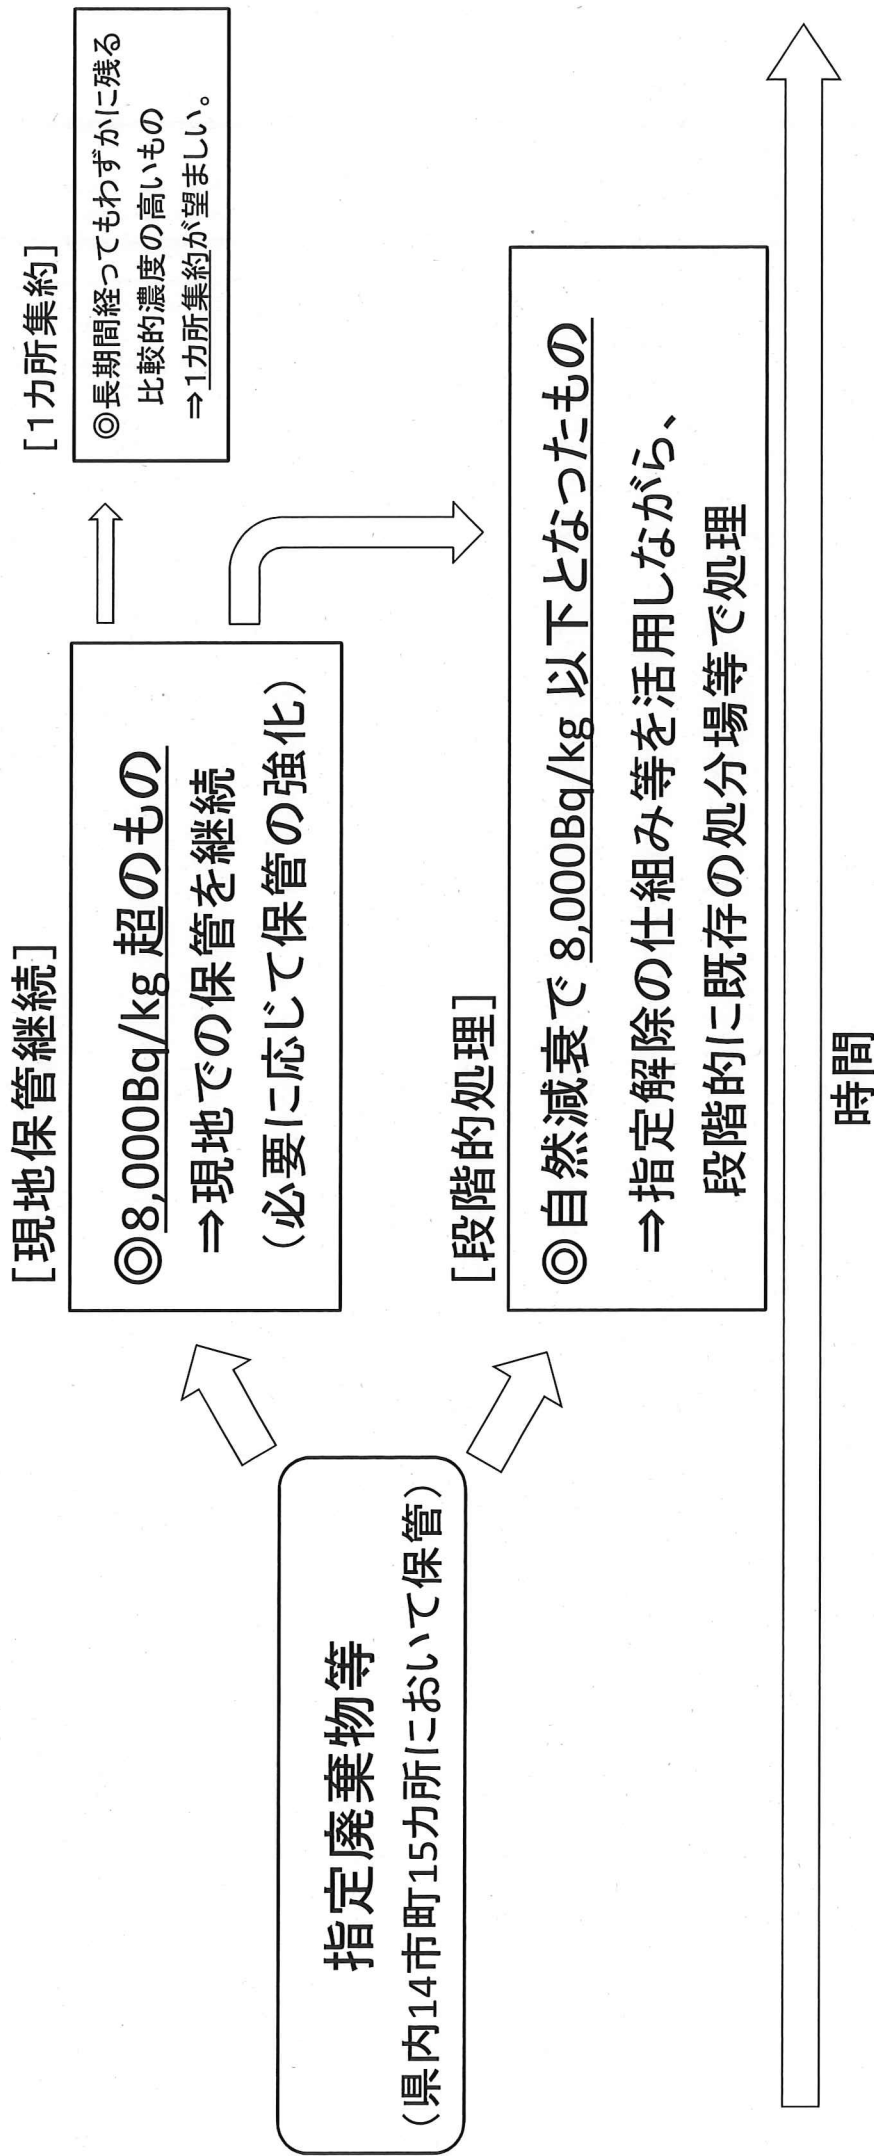 指定廃棄物等
(県内14市町15カ所において保管)
[現地保管継続]
◎8,000Bq/kg 超のもの
⇒現地での保管を継続
(必要に応じて保管の強化)
[1カ所集約]
◎長期間経ってもわずかに残る
比較的濃度の高いもの
⇒1カ所集約が望ましい。
[段階的処理]
◎自然減衰で 8,000Bq/kg 以下となったもの
⇒指定解除の仕組み等を活用しながら、
段階的に既存の処分場等で処理
時間